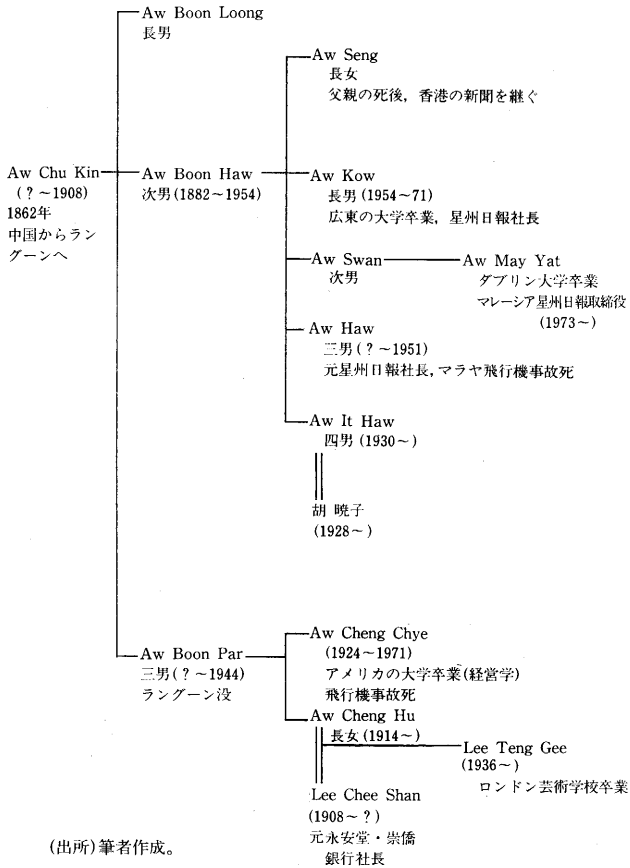 Aw Boon Loong
長男
Aw Seng
長女
父親の死後，香港の新聞を継ぐ
Aw Chu Kin
(？～1908)
1862年
中国からラン
グーンへ
Aw Boon Haw
次男(1882～1954)
Aw Kow
長男(1954～71)
広東の大学卒業，星州日報社長
Aw Swan
次男
Aw May Yat
ダブリン大学卒業
マレーシア星州日報取締役
(1973～)
Aw Haw
三男(？～1951)
元星州日報社長，マラヤ飛行機事故死
Aw It Haw
四男(1930～)
胡 暁子
(1928～)
Aw Boon Par
三男(？～1944)
ラングーン没
Aw Cheng Chye
(1924～1971)
アメリカの大学卒業(経営学)
飛行機事故死
Aw Cheng Hu
長女(1914～)
Lee Teng Gee
(1936～)
ロンドン芸術学校卒業
Lee Chee Shan
(1908～？)
元永安堂・崇僑
銀行社長
(出所)筆者作成。